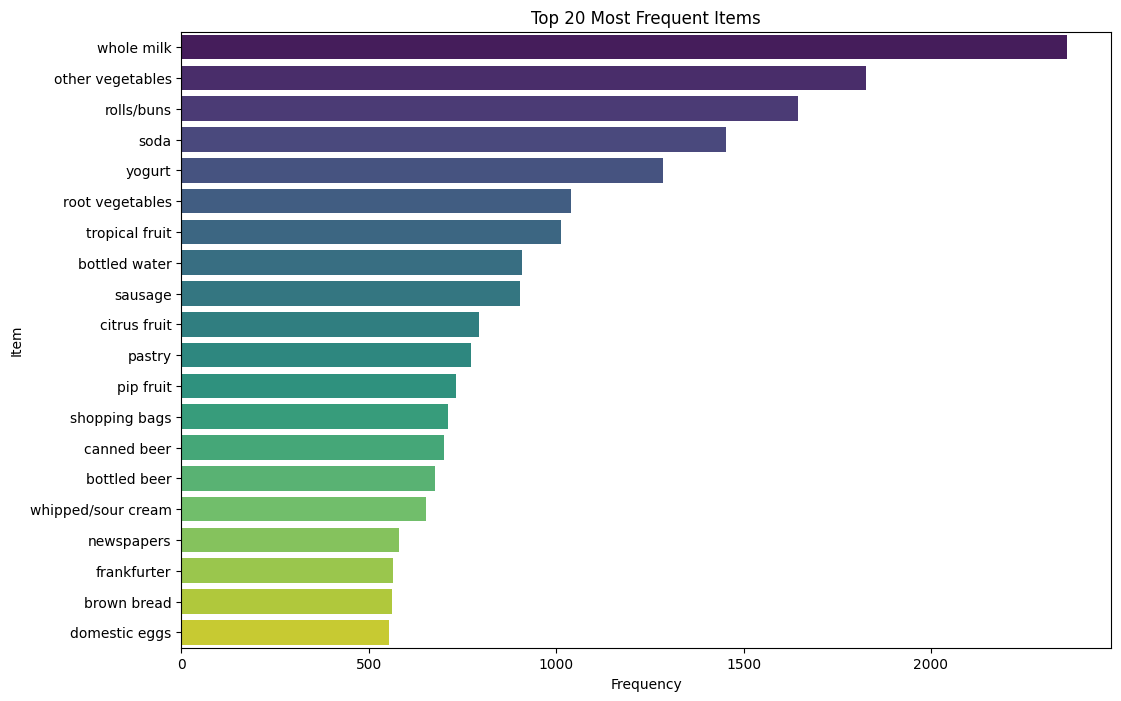 Top 20 Most Frequent Items
whole milk
other vegetables
rolls/buns
soda
yogurt
root vegetables
tropical fruit
bottled water
sausage
citrus fruit
pastry
pip fruit
shopping bags
canned beer
bottled beer
whipped/sour cream
newspapers
frankfurter
brown bread
domestic eggs
Item
0 500 1000 1500 2000
Frequency